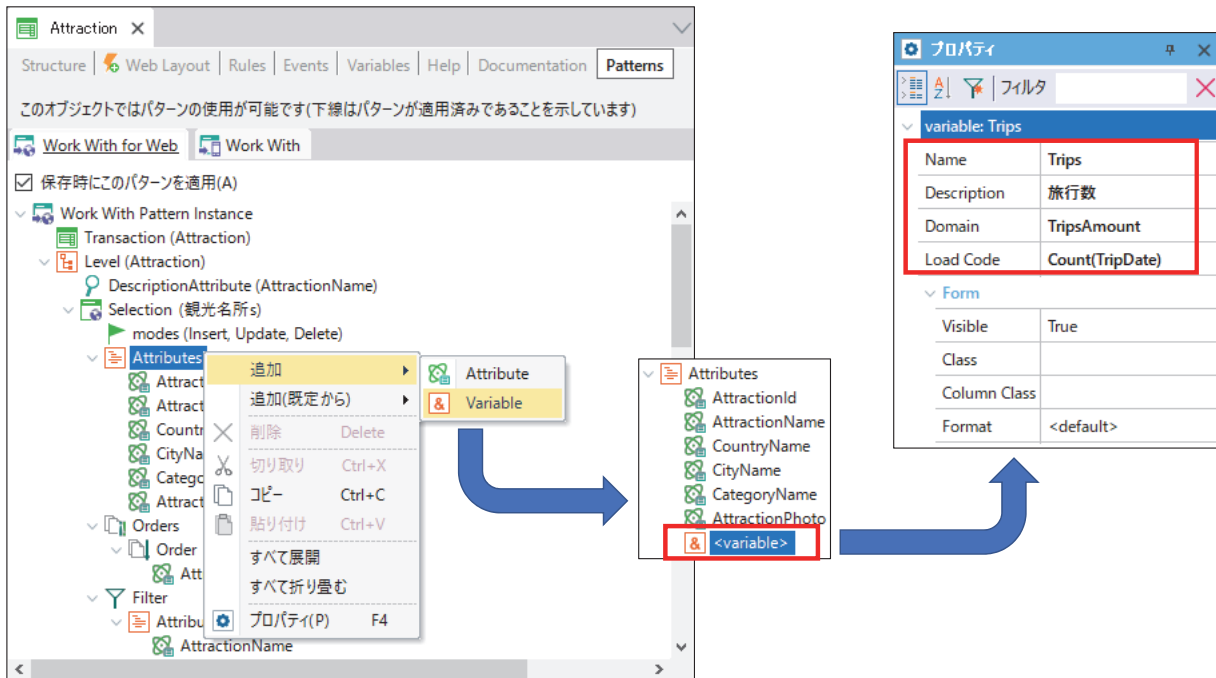 Attraction
Structure Web Layout Rules Events Variables Help Documentation Patterns
このオブジェクトではパターンの使用が可能です(下線はパターンが適用済みであることを示しています)
Work With for Web Work With
保存時にこのパターンを適用(A)
Work With Pattern Instance
Transaction (Attraction)
Level (Attraction)
DescriptionAttribute (AttractionName)
Selection (観光名所s)
modes (Insert, Update, Delete)
Attributes
Attract
Attract
Countr
CityNa
Catego
Attract
Orders
Order
Att
Filter
Attribu
AttractionName
追加
追加(既定から)
削除 Delete
切り取り Ctrl+X
コピー Ctrl+C
貼り付け Ctrl+V
すべて展開
すべて折り畳む
プロパティ(P) F4
Attribute
& Variable
Attributes
AttractionId
AttractionName
CountryName
CityName
CategoryName
AttractionPhoto
& <variable>
プロパティ
フィルタ
variable: Trips
Name Trips
Description 旅行数
Domain TripsAmount
Load Code Count(TripDate)
Form
Visible True
Class
Column Class
Format <default>